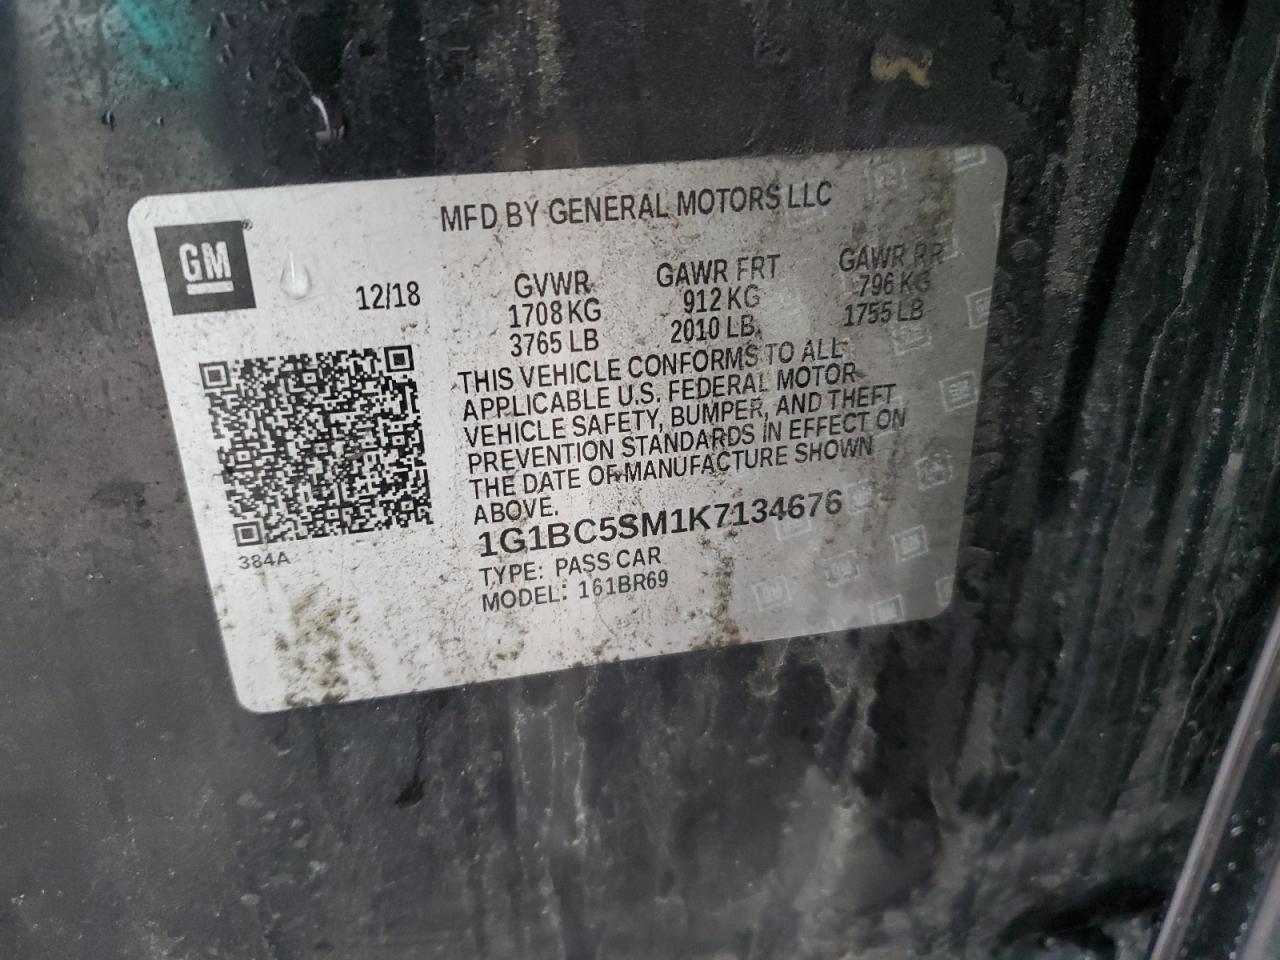 MFD BY GENERAL MOTORS LLC
GM
12/18
GVWR
1708 KG
3765 LB
GAWR FRT
912 KG
2010 LB
GAWR RR
796 KG
1755 LB
THIS VEHICLE CONFORMS TO ALL
APPLICABLE U.S. FEDERAL MOTOR
VEHICLE SAFETY, BUMPER, AND THEFT
PREVENTION STANDARDS IN EFFECT ON
THE DATE OF MANUFACTURE SHOWN
ABOVE.
1G1BC5SM1K7134676
TYPE: PASS CAR
MODEL: 161BR69
384A